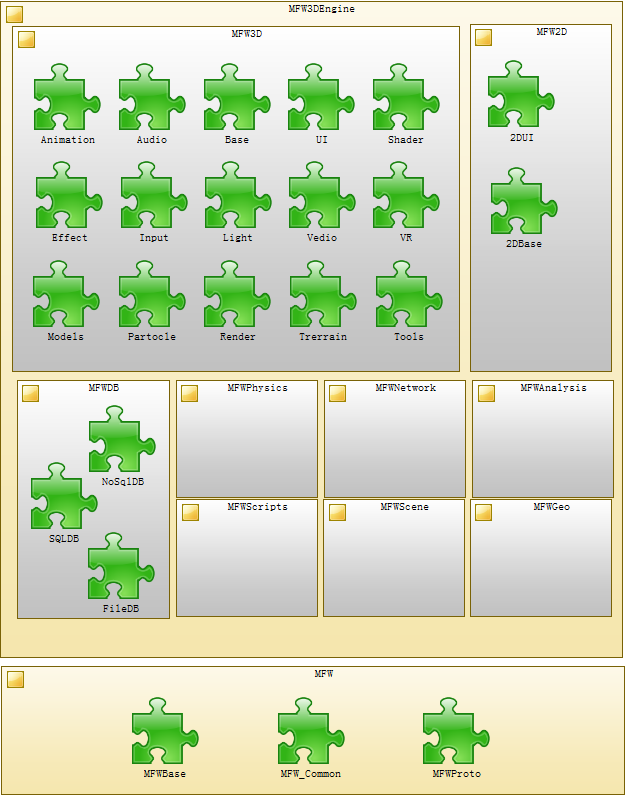 MFW3DEngine
MFW3D
Animation Audio Base UI Shader
Effect Input Light Vedio VR
Models Partocle Render Trerrain Tools
MFW2D
2DUI
2DBase
MFWDB
NoSqlDB
SQLDB
FileDB
MFWPhysics
MFWNetwork
MFWAnalysis
MFWScripts
MFWScene
MFWGeo
MFW
MFWBase MFW_Common MFWProto